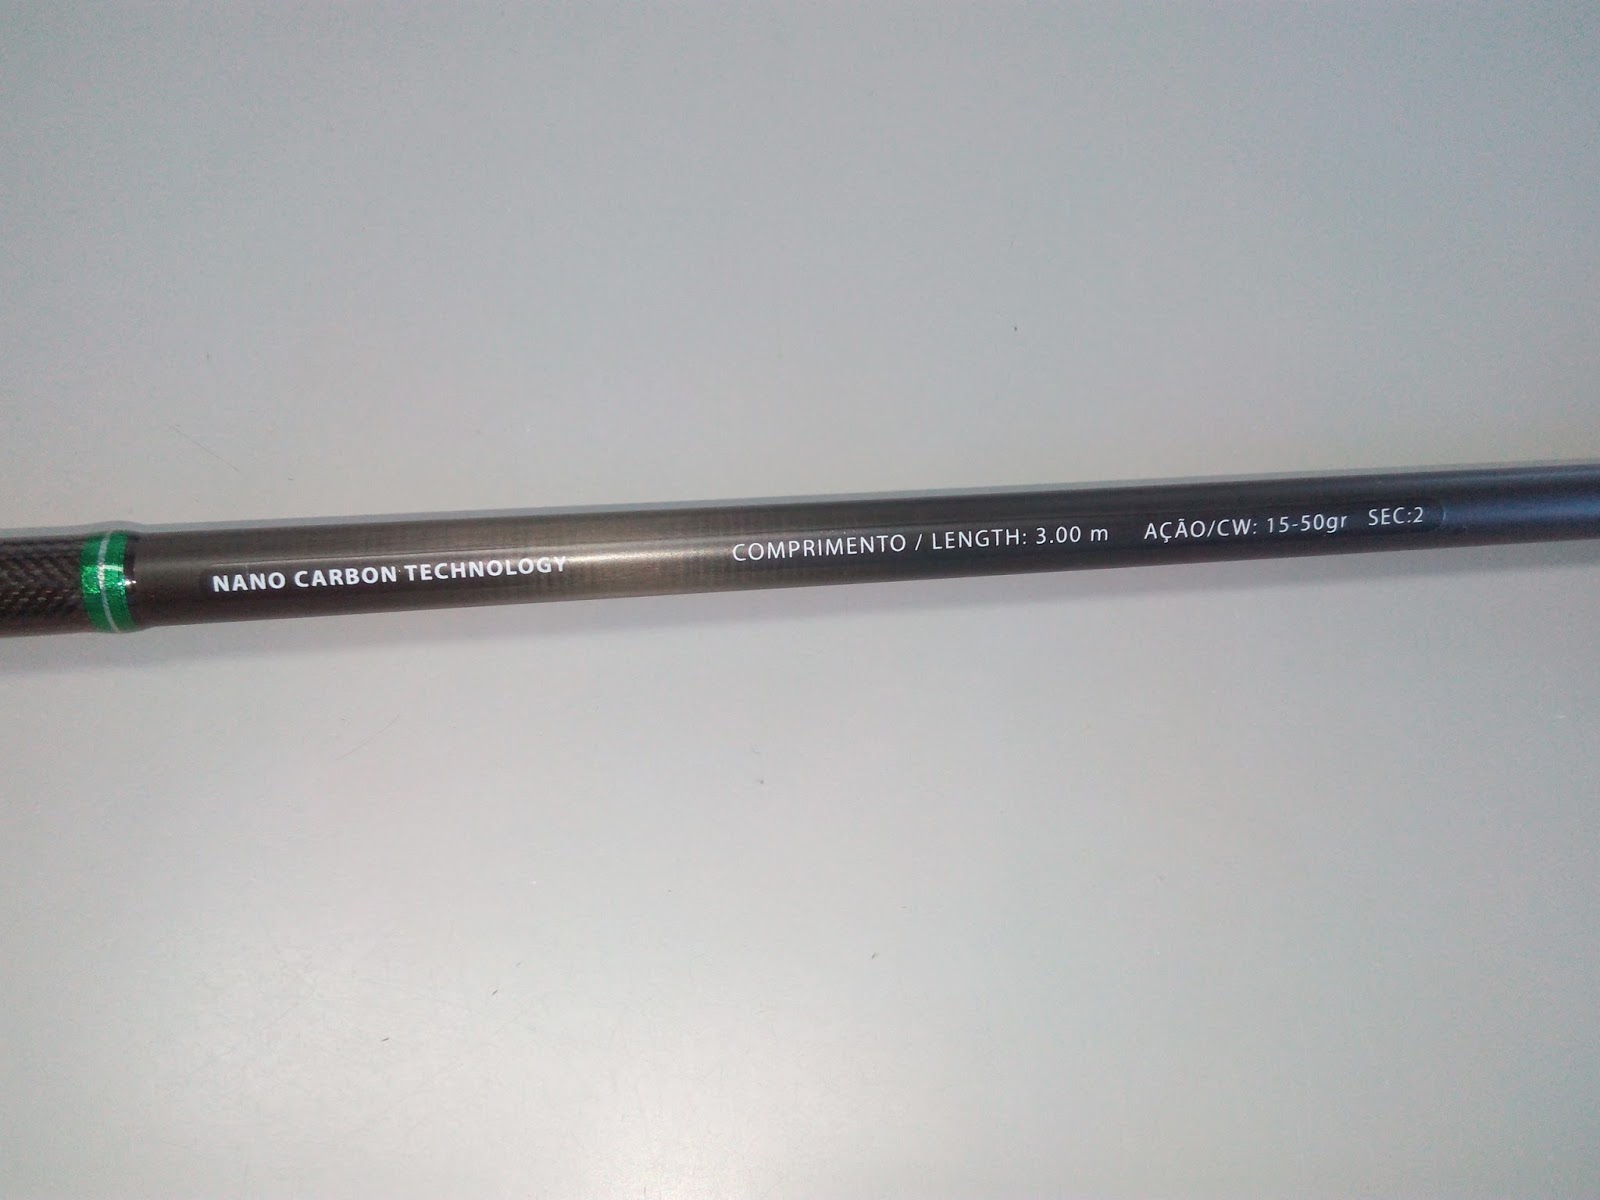 NANO CARBON TECHNOLOGY COMPRIMENTO / LENGTH: 3.00 m AÇÃO/CW: 15-50gr SEC:2